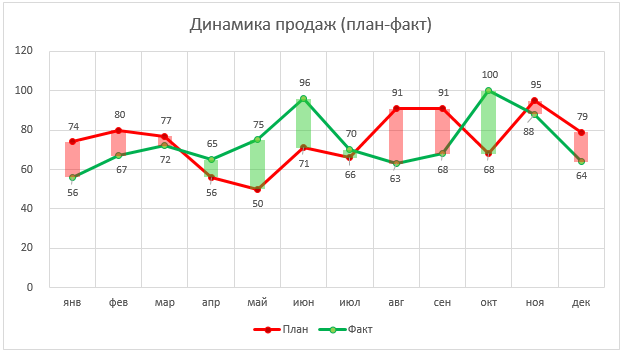 Динамика продаж (план-факт)
120
100
80
60
40
20
0
74 80 77 65 75 96 70 91 91 100 95 79
56 67 72 56 50 71 66 63 68 68 88 64
янв фев мар апр май июн июл авг сен окт ноя дек
План Факт